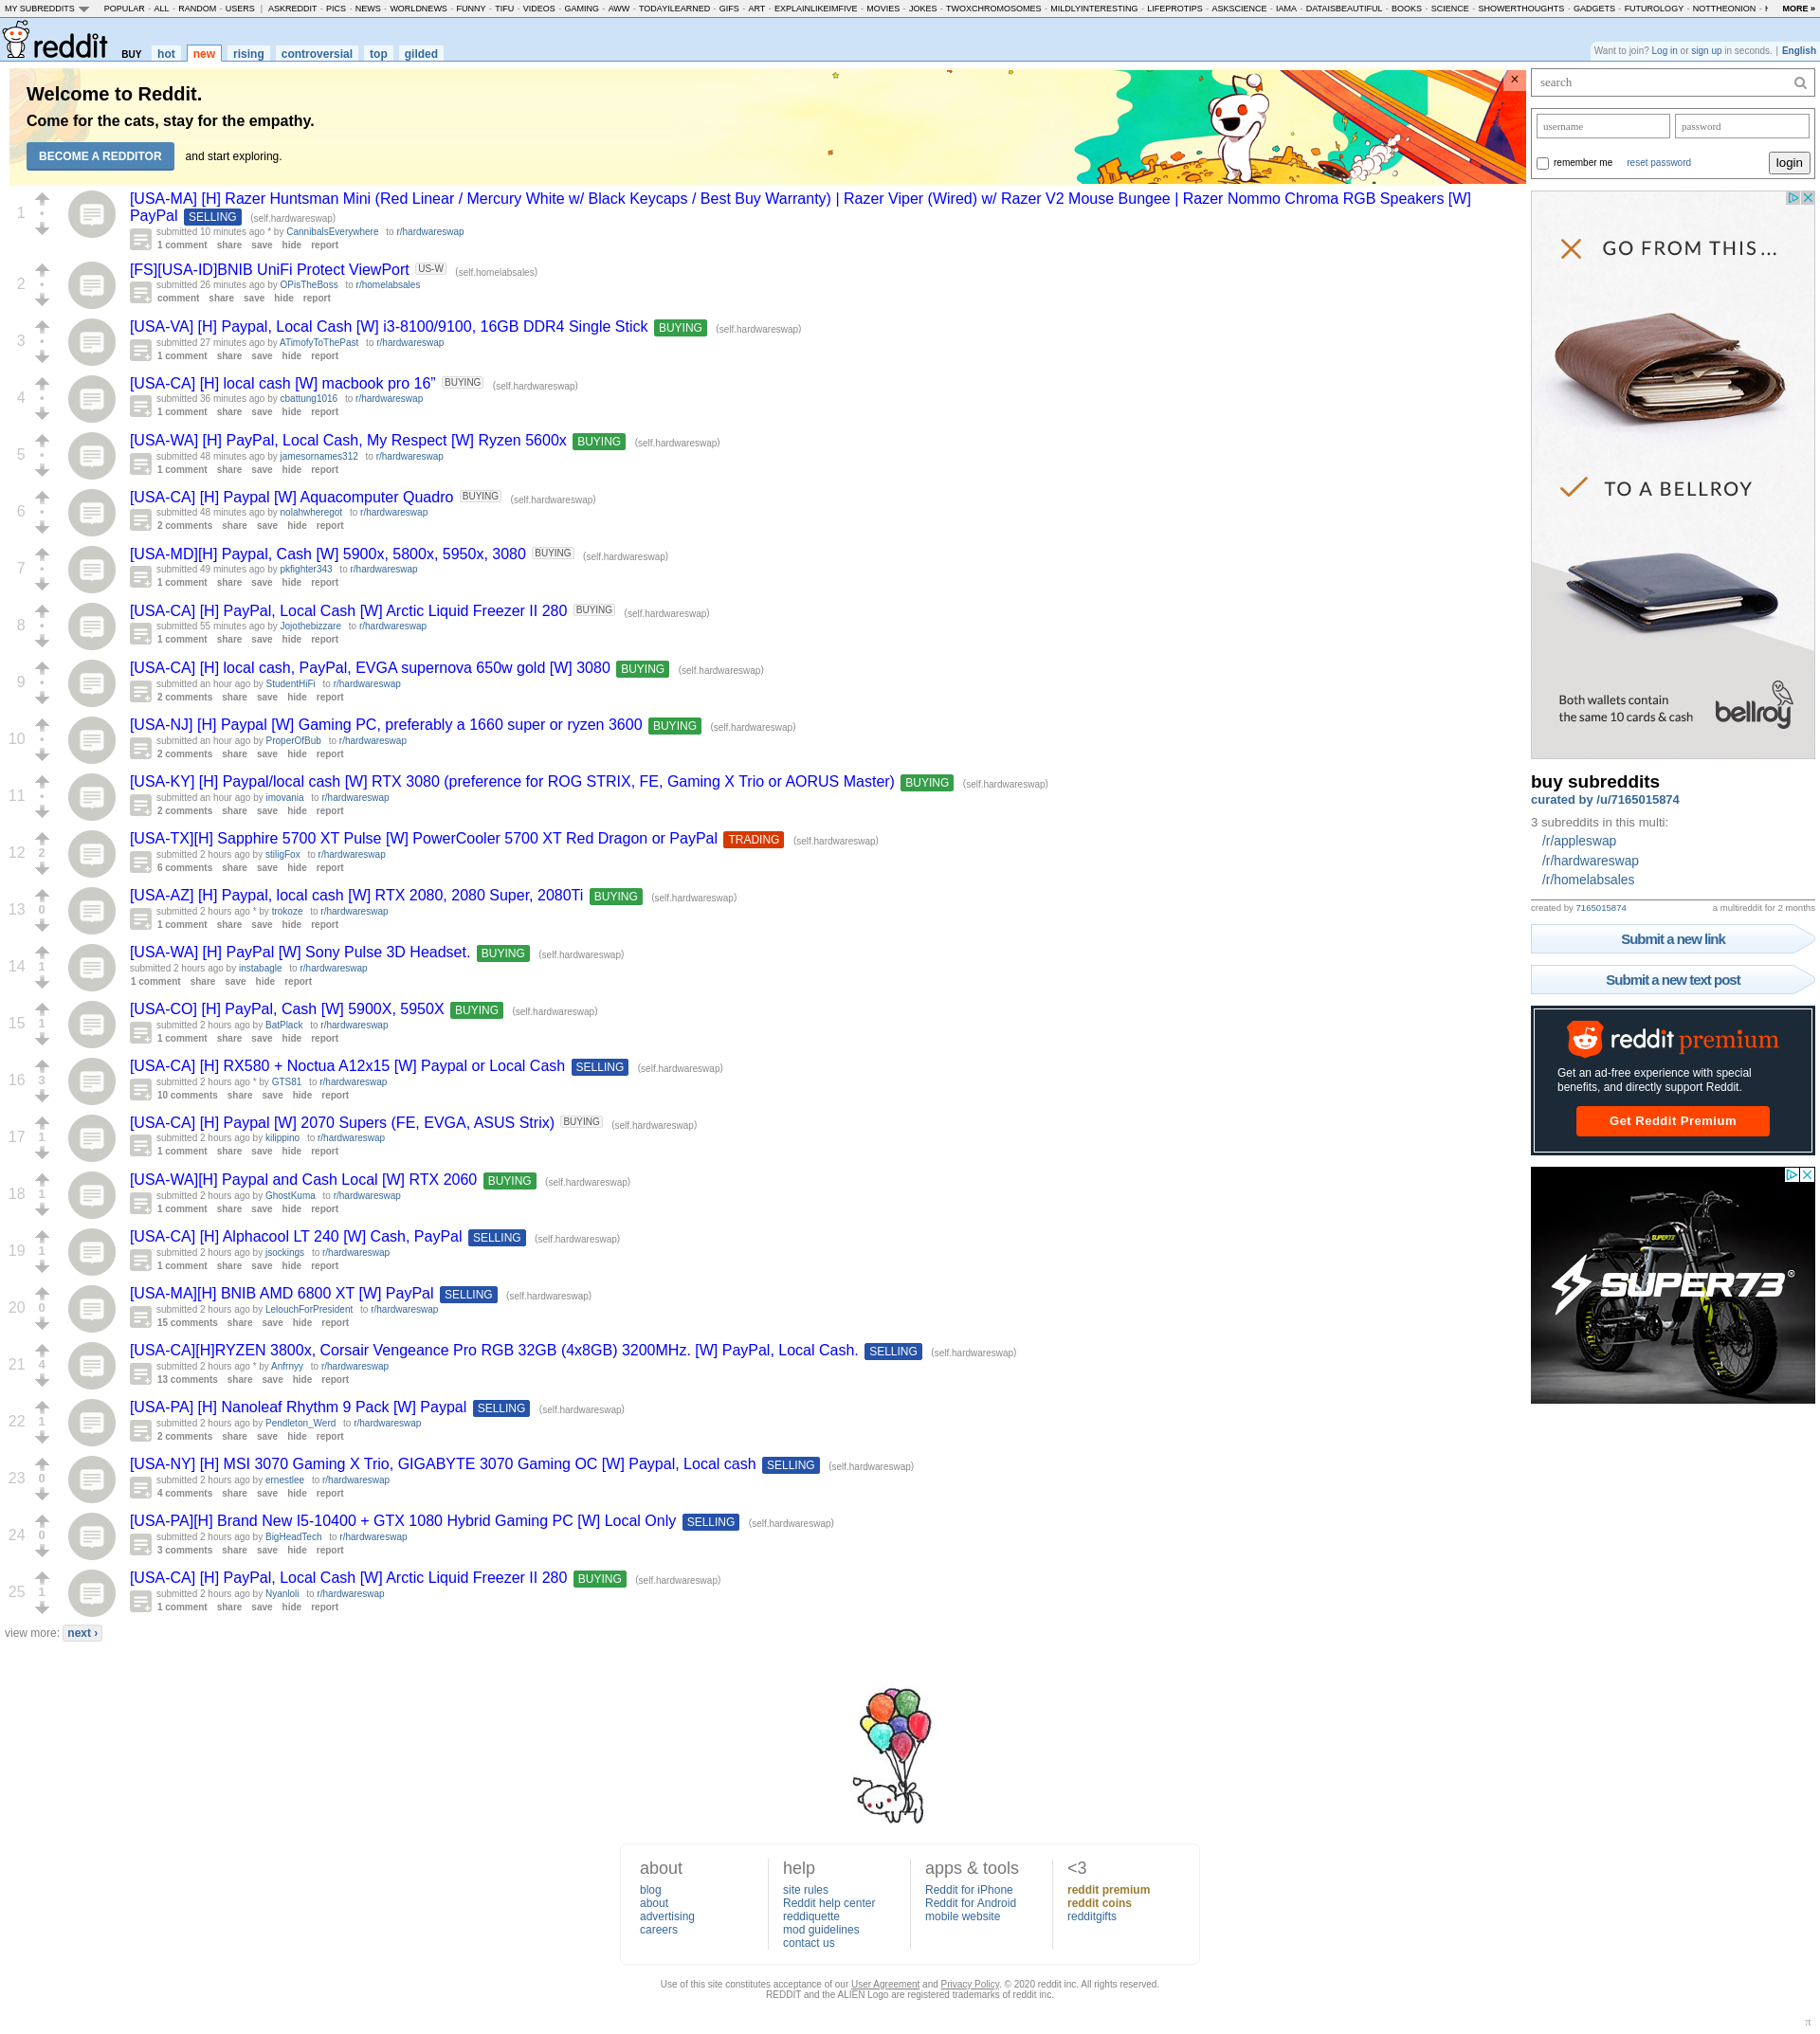 MY SUBREDDITS POPULAR - ALL - RANDOM - USERS | ASKREDDIT - PICS - NEWS - WORLDNEWS - FUNNY - TIFU - VIDEOS - GAMING - AWW - TODAYILEARNED - GIFS - ART - EXPLAINLIKEIMFIVE - MOVIES - JOKES - TWOXCHROMOSOMES - MILDLYINTERESTING - LIFEPROTIPS - ASKSCIENCE - IAMA - DATAISBEAUTIFUL - BOOKS - SCIENCE - SHOWERTHOUGHTS - GADGETS - FUTUROLOGY - NOTTHEONION - MORE »
reddit BUY hot new rising controversial top gilded
Want to join? Log in or sign up in seconds. | English
Welcome to Reddit.
Come for the cats, stay for the empathy.
BECOME A REDDITOR and start exploring.
×
1
[USA-MA] [H] Razer Huntsman Mini (Red Linear / Mercury White w/ Black Keycaps / Best Buy Warranty) | Razer Viper (Wired) w/ Razer V2 Mouse Bungee | Razer Nommo Chroma RGB Speakers [W]
PayPal SELLING (self.hardwareswap)
submitted 10 minutes ago * by CannibalsEverywhere to r/hardwareswap
1 comment share save hide report
2
[FS][USA-ID]BNIB UniFi Protect ViewPort US-W (self.homelabsales)
submitted 26 minutes ago by OPisTheBoss to r/homelabsales
comment share save hide report
3
[USA-VA] [H] Paypal, Local Cash [W] i3-8100/9100, 16GB DDR4 Single Stick BUYING (self.hardwareswap)
submitted 27 minutes ago by ATimofyToThePast to r/hardwareswap
1 comment share save hide report
4
[USA-CA] [H] local cash [W] macbook pro 16” BUYING (self.hardwareswap)
submitted 36 minutes ago by cbattung1016 to r/hardwareswap
1 comment share save hide report
5
[USA-WA] [H] PayPal, Local Cash, My Respect [W] Ryzen 5600x BUYING (self.hardwareswap)
submitted 48 minutes ago by jamesornames312 to r/hardwareswap
1 comment share save hide report
6
[USA-CA] [H] Paypal [W] Aquacomputer Quadro BUYING (self.hardwareswap)
submitted 48 minutes ago by nolahwheregot to r/hardwareswap
2 comments share save hide report
7
[USA-MD][H] Paypal, Cash [W] 5900x, 5800x, 5950x, 3080 BUYING (self.hardwareswap)
submitted 49 minutes ago by pkfighter343 to r/hardwareswap
1 comment share save hide report
8
[USA-CA] [H] PayPal, Local Cash [W] Arctic Liquid Freezer II 280 BUYING (self.hardwareswap)
submitted 55 minutes ago by Jojothebizzare to r/hardwareswap
1 comment share save hide report
9
[USA-CA] [H] local cash, PayPal, EVGA supernova 650w gold [W] 3080 BUYING (self.hardwareswap)
submitted an hour ago by StudentHiFi to r/hardwareswap
2 comments share save hide report
10
[USA-NJ] [H] Paypal [W] Gaming PC, preferably a 1660 super or ryzen 3600 BUYING (self.hardwareswap)
submitted an hour ago by ProperOfBub to r/hardwareswap
2 comments share save hide report
11
[USA-KY] [H] Paypal/local cash [W] RTX 3080 (preference for ROG STRIX, FE, Gaming X Trio or AORUS Master) BUYING (self.hardwareswap)
submitted an hour ago by imovania to r/hardwareswap
2 comments share save hide report
12 2
[USA-TX][H] Sapphire 5700 XT Pulse [W] PowerCooler 5700 XT Red Dragon or PayPal TRADING (self.hardwareswap)
submitted 2 hours ago by stiligFox to r/hardwareswap
6 comments share save hide report
13 0
[USA-AZ] [H] Paypal, local cash [W] RTX 2080, 2080 Super, 2080Ti BUYING (self.hardwareswap)
submitted 2 hours ago * by trokoze to r/hardwareswap
1 comment share save hide report
14 1
[USA-WA] [H] PayPal [W] Sony Pulse 3D Headset. BUYING (self.hardwareswap)
submitted 2 hours ago by instabagle to r/hardwareswap
1 comment share save hide report
15 1
[USA-CO] [H] PayPal, Cash [W] 5900X, 5950X BUYING (self.hardwareswap)
submitted 2 hours ago by BatPlack to r/hardwareswap
1 comment share save hide report
16 3
[USA-CA] [H] RX580 + Noctua A12x15 [W] Paypal or Local Cash SELLING (self.hardwareswap)
submitted 2 hours ago * by GTS81 to r/hardwareswap
10 comments share save hide report
17 1
[USA-CA] [H] Paypal [W] 2070 Supers (FE, EVGA, ASUS Strix) BUYING (self.hardwareswap)
submitted 2 hours ago by kilippino to r/hardwareswap
1 comment share save hide report
18 1
[USA-WA][H] Paypal and Cash Local [W] RTX 2060 BUYING (self.hardwareswap)
submitted 2 hours ago by GhostKuma to r/hardwareswap
1 comment share save hide report
19 1
[USA-CA] [H] Alphacool LT 240 [W] Cash, PayPal SELLING (self.hardwareswap)
submitted 2 hours ago by jsockings to r/hardwareswap
1 comment share save hide report
20 0
[USA-MA][H] BNIB AMD 6800 XT [W] PayPal SELLING (self.hardwareswap)
submitted 2 hours ago by LelouchForPresident to r/hardwareswap
15 comments share save hide report
21 4
[USA-CA][H]RYZEN 3800x, Corsair Vengeance Pro RGB 32GB (4x8GB) 3200MHz. [W] PayPal, Local Cash. SELLING (self.hardwareswap)
submitted 2 hours ago * by Anfrnyy to r/hardwareswap
13 comments share save hide report
22 1
[USA-PA] [H] Nanoleaf Rhythm 9 Pack [W] Paypal SELLING (self.hardwareswap)
submitted 2 hours ago by Pendleton_Werd to r/hardwareswap
2 comments share save hide report
23 0
[USA-NY] [H] MSI 3070 Gaming X Trio, GIGABYTE 3070 Gaming OC [W] Paypal, Local cash SELLING (self.hardwareswap)
submitted 2 hours ago by ernestlee to r/hardwareswap
4 comments share save hide report
24 0
[USA-PA][H] Brand New I5-10400 + GTX 1080 Hybrid Gaming PC [W] Local Only SELLING (self.hardwareswap)
submitted 2 hours ago by BigHeadTech to r/hardwareswap
3 comments share save hide report
25 1
[USA-CA] [H] PayPal, Local Cash [W] Arctic Liquid Freezer II 280 BUYING (self.hardwareswap)
submitted 2 hours ago by Nyanloli to r/hardwareswap
1 comment share save hide report
view more: next ›
search
username password
remember me reset password login
GO FROM THIS...
TO A BELLROY
Both wallets contain
the same 10 cards & cash
bellroy
buy subreddits
curated by /u/7165015874
3 subreddits in this multi:
/r/appleswap
/r/hardwareswap
/r/homelabsales
created by 7165015874 a multireddit for 2 months
Submit a new link
Submit a new text post
reddit premium
Get an ad-free experience with special
benefits, and directly support Reddit.
Get Reddit Premium
SUPER73
SUPER73®
about
blog
about
advertising
careers
help
site rules
Reddit help center
reddiquette
mod guidelines
contact us
apps & tools
Reddit for iPhone
Reddit for Android
mobile website
<3
reddit premium
reddit coins
redditgifts
Use of this site constitutes acceptance of our User Agreement and Privacy Policy. © 2020 reddit inc. All rights reserved.
REDDIT and the ALIEN Logo are registered trademarks of reddit inc.
π